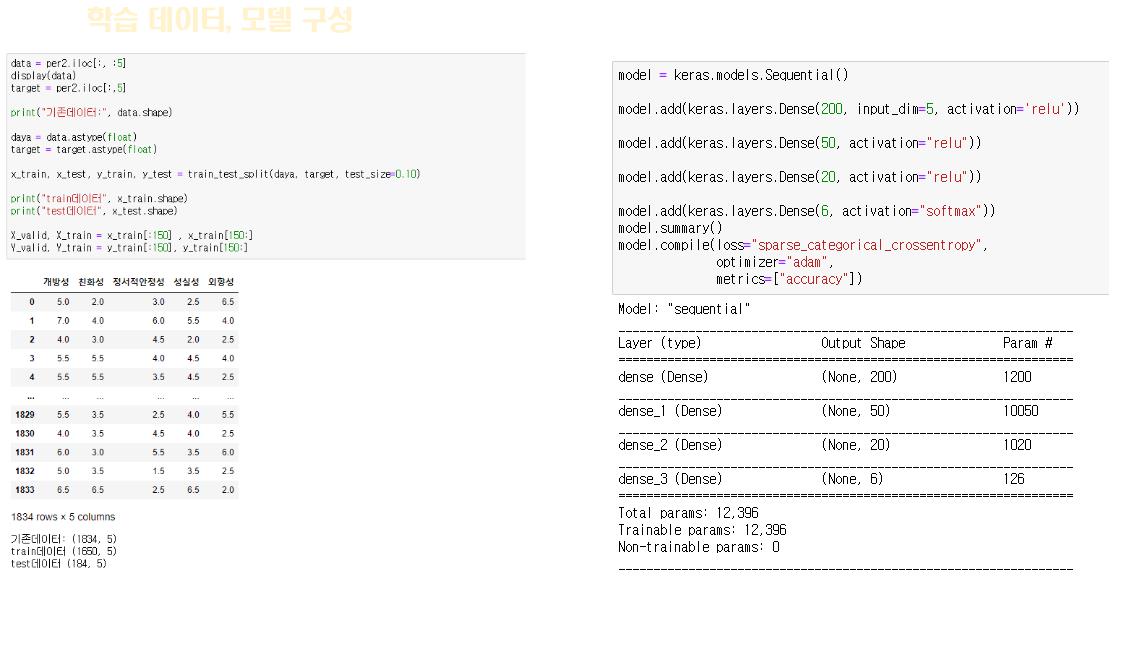 학습 데이터, 모델 구성
data = per2.iloc[:, :5]
display(data)
target = per2.iloc[:,5]
print("기존데이터:", data.shape)
daya = data.astype(float)
target = target.astype(float)
x_train, x_test, y_train, y_test = train_test_split(daya, target, test_size=0.10)
print("train데이터", x_train.shape)
print("test데이터", x_test.shape)
X_valid, X_train = x_train[:150] , x_train[150:]
Y_valid, Y_train = y_train[:150], y_train[150:]
개방성 친화성 정서적안정성 성실성 외향성
0 5.0 2.0 3.0 2.5 6.5
1 7.0 4.0 6.0 5.5 4.0
2 4.0 3.0 4.5 2.0 2.5
3 5.5 5.5 4.0 4.5 4.0
4 5.5 5.5 3.5 4.5 2.5
... ... ... ... ... ...
1829 5.5 3.5 2.5 4.0 5.5
1830 4.0 3.5 4.5 4.0 2.5
1831 6.0 3.0 5.5 3.5 6.0
1832 5.0 3.5 1.5 3.5 2.5
1833 6.5 6.5 2.5 6.5 2.0
1834 rows × 5 columns
기존데이터: (1834, 5)
train데이터 (1650, 5)
test데이터 (184, 5)
model = keras.models.Sequential()
model.add(keras.layers.Dense(200, input_dim=5, activation='relu'))
model.add(keras.layers.Dense(50, activation="relu"))
model.add(keras.layers.Dense(20, activation="relu"))
model.add(keras.layers.Dense(6, activation="softmax"))
model.summary()
model.compile(loss="sparse_categorical_crossentropy",
optimizer="adam",
metrics=["accuracy"])
Model: "sequential"
Layer (type) Output Shape Param #
dense (Dense) (None, 200) 1200
dense_1 (Dense) (None, 50) 10050
dense_2 (Dense) (None, 20) 1020
dense_3 (Dense) (None, 6) 126
Total params: 12,396
Trainable params: 12,396
Non-trainable params: 0